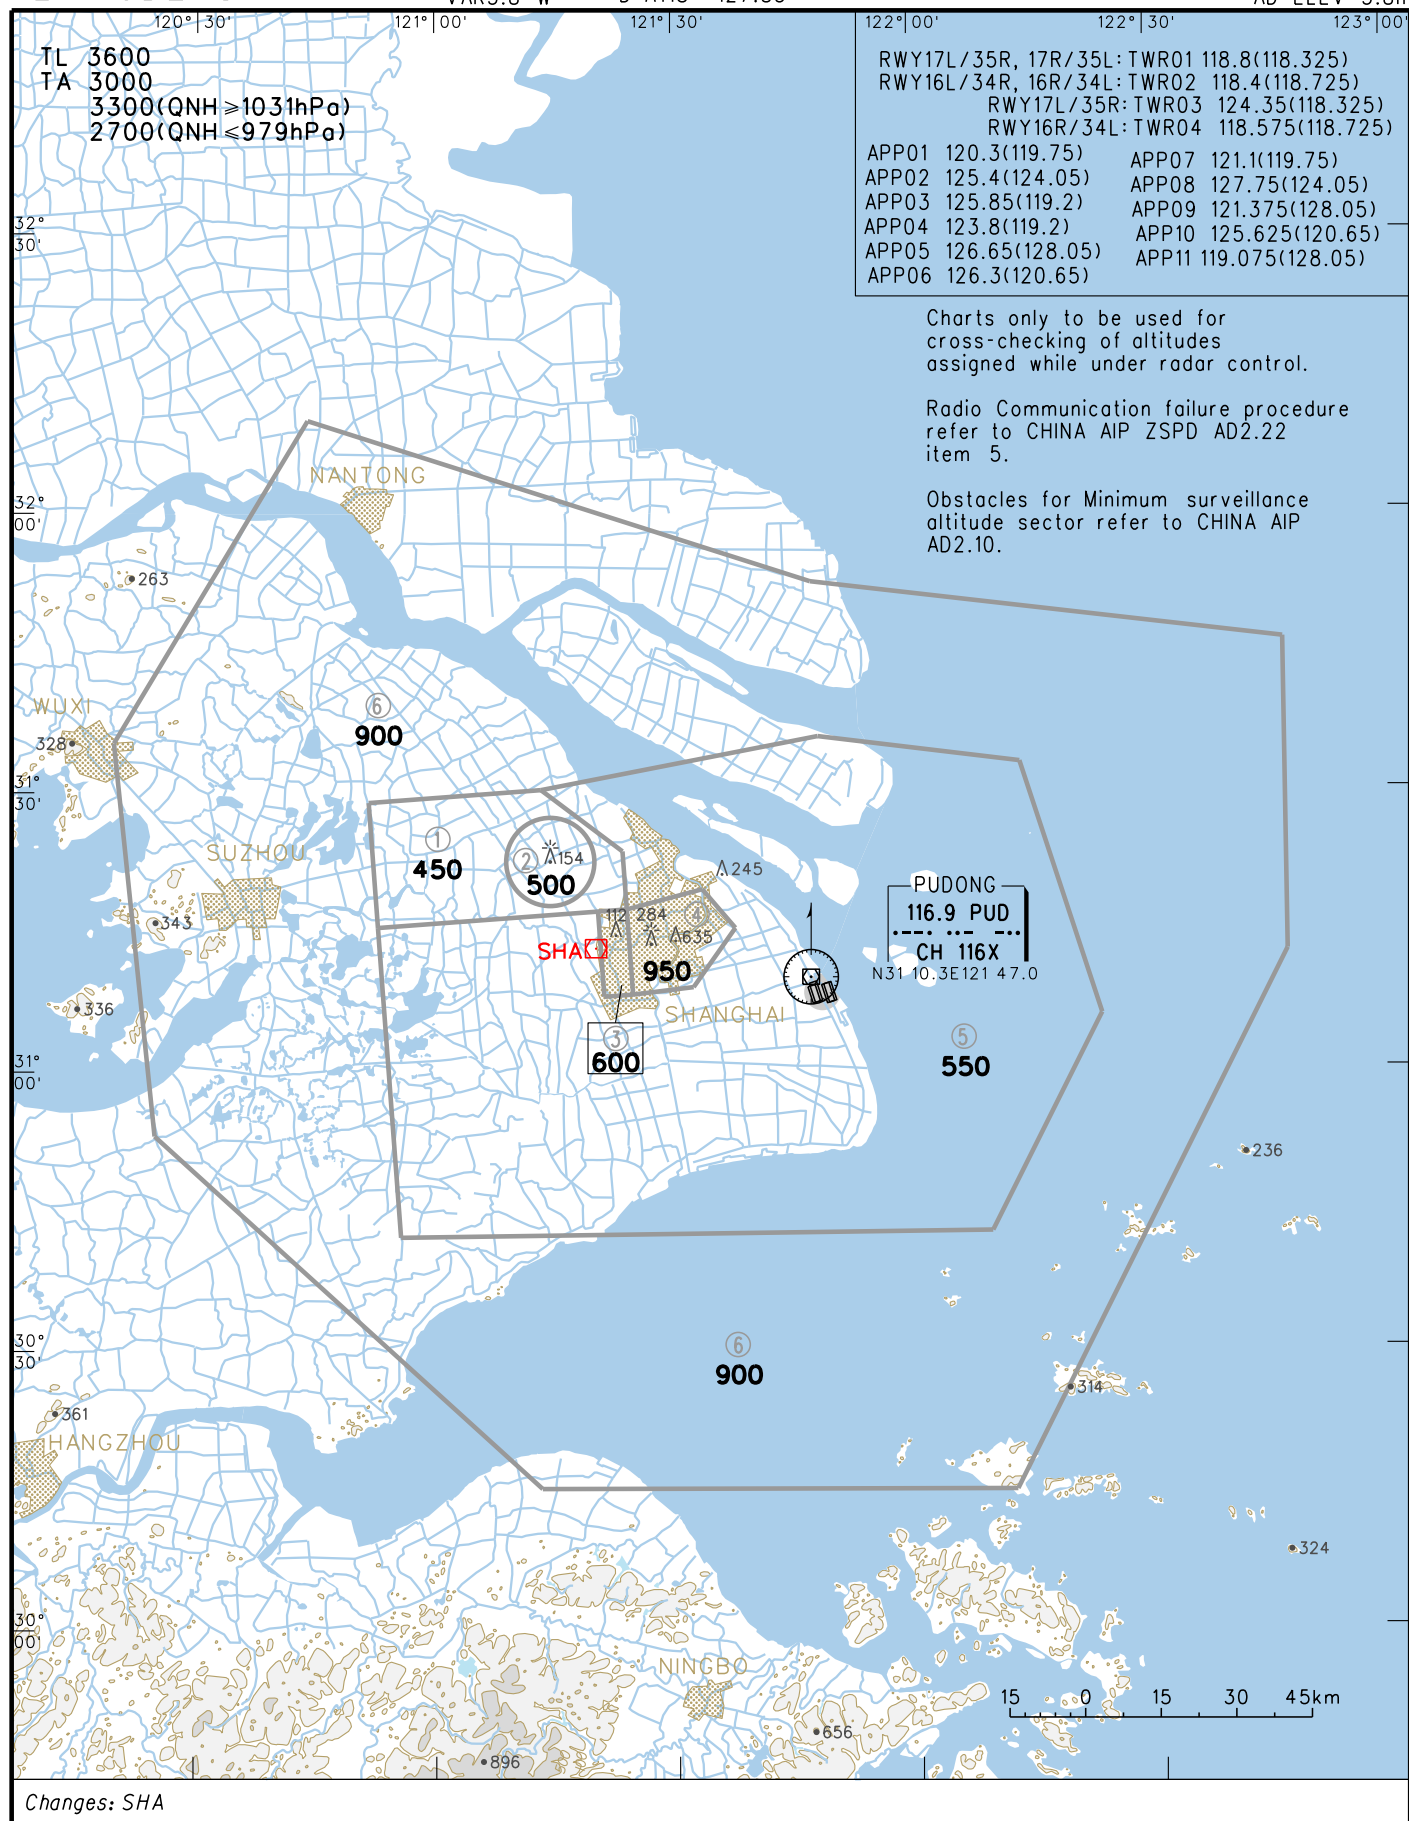 120° 30'
121° 00'
121° 30'
122° 00'
122° 30'
123° 00'
TL 3600
TA 3000
3300(QNH ≥1031hPa)
2700(QNH ≤979hPa)
RWY17L/35R, 17R/35L: TWR01 118.8(118.325)
RWY16L/34R, 16R/34L: TWR02 118.4(118.725)
RWY17L/35R: TWR03 124.35(118.325)
RWY16R/34L: TWR04 118.575(118.725)
APP01 120.3(119.75)
APP02 125.4(124.05)
APP03 125.85(119.2)
APP04 123.8(119.2)
APP05 126.65(128.05)
APP06 126.3(120.65)
APP07 121.1(119.75)
APP08 127.75(124.05)
APP09 121.375(128.05)
APP10 125.625(120.65)
APP11 119.075(128.05)
32°
30'
Charts only to be used for
cross-checking of altitudes
assigned while under radar control.
Radio Communication failure procedure
refer to CHINA AIP ZSPD AD2.22
item 5.
Obstacles for Minimum surveillance
altitude sector refer to CHINA AIP
AD2.10.
NANTONG
32°
00'
263
WUXI
328
⑥
900
31°
30'
SUZHOU
①
450
②
154
500
245
343
112
284
④
635
950
SHA
PUDONG
116.9 PUD
CH 116X
N31 10.3E121 47.0
336
SHANGHAI
③
600
⑤
550
31°
00'
236
30°
30'
⑥
900
314
361
HANGZHOU
324
30°
00'
NINGBO
656
896
15 0 15 30 45km
Changes: SHA